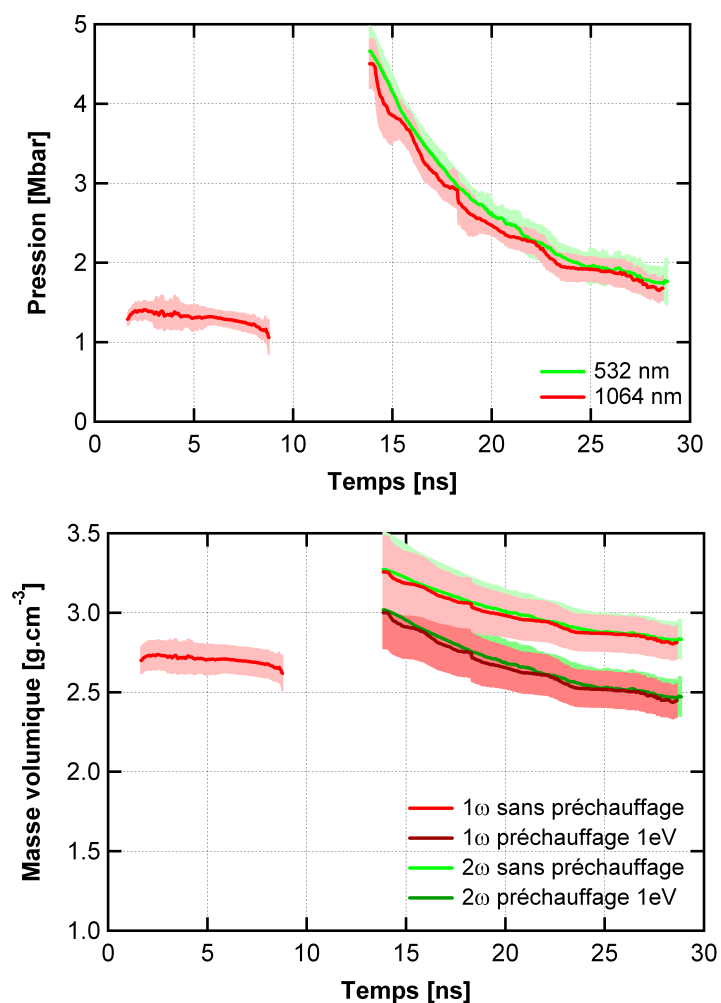 5
4
3
2
1
0
Pression [Mbar]
532 nm
1064 nm
0 5 10 15 20 25 30
Temps [ns]
3.5
3.0
2.5
2.0
1.5
1.0
Masse volumique [g.cm⁻³]
1ω sans préchauffage
1ω préchauffage 1eV
2ω sans préchauffage
2ω préchauffage 1eV
0 5 10 15 20 25 30
Temps [ns]